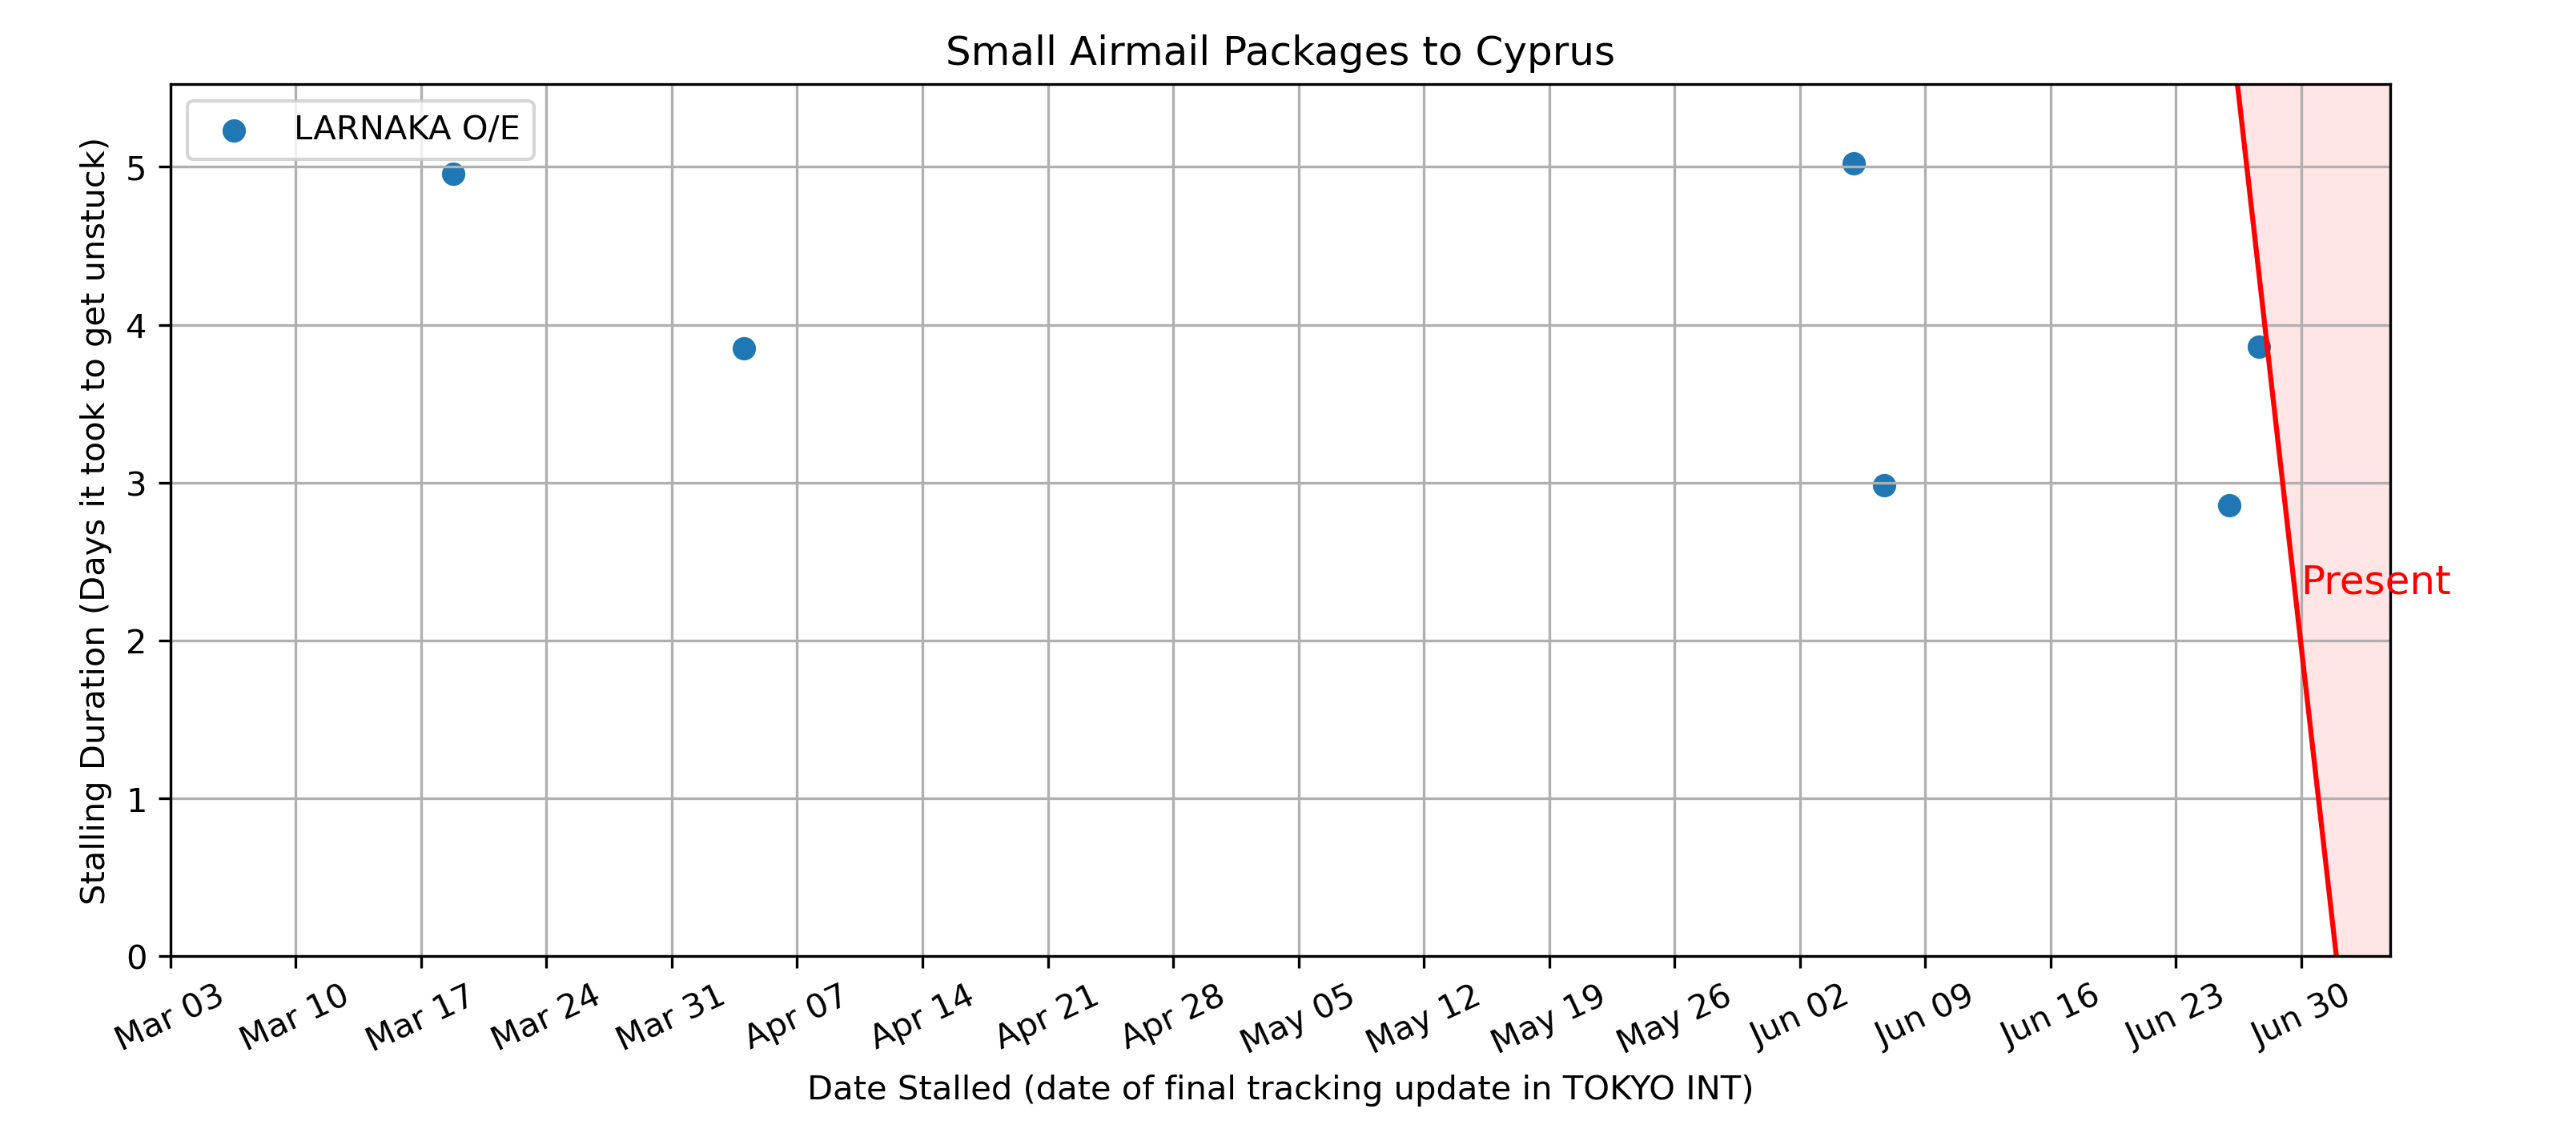 Small Airmail Packages to Cyprus
LARNAKA O/E
Stalling Duration (Days it took to get unstuck)
5
4
3
2
1
0
Present
Mar 03
Mar 10
Mar 17
Mar 24
Mar 31
Apr 07
Apr 14
Apr 21
Apr 28
May 05
May 12
May 19
May 26
Jun 02
Jun 09
Jun 16
Jun 23
Jun 30
Date Stalled (date of final tracking update in TOKYO INT)